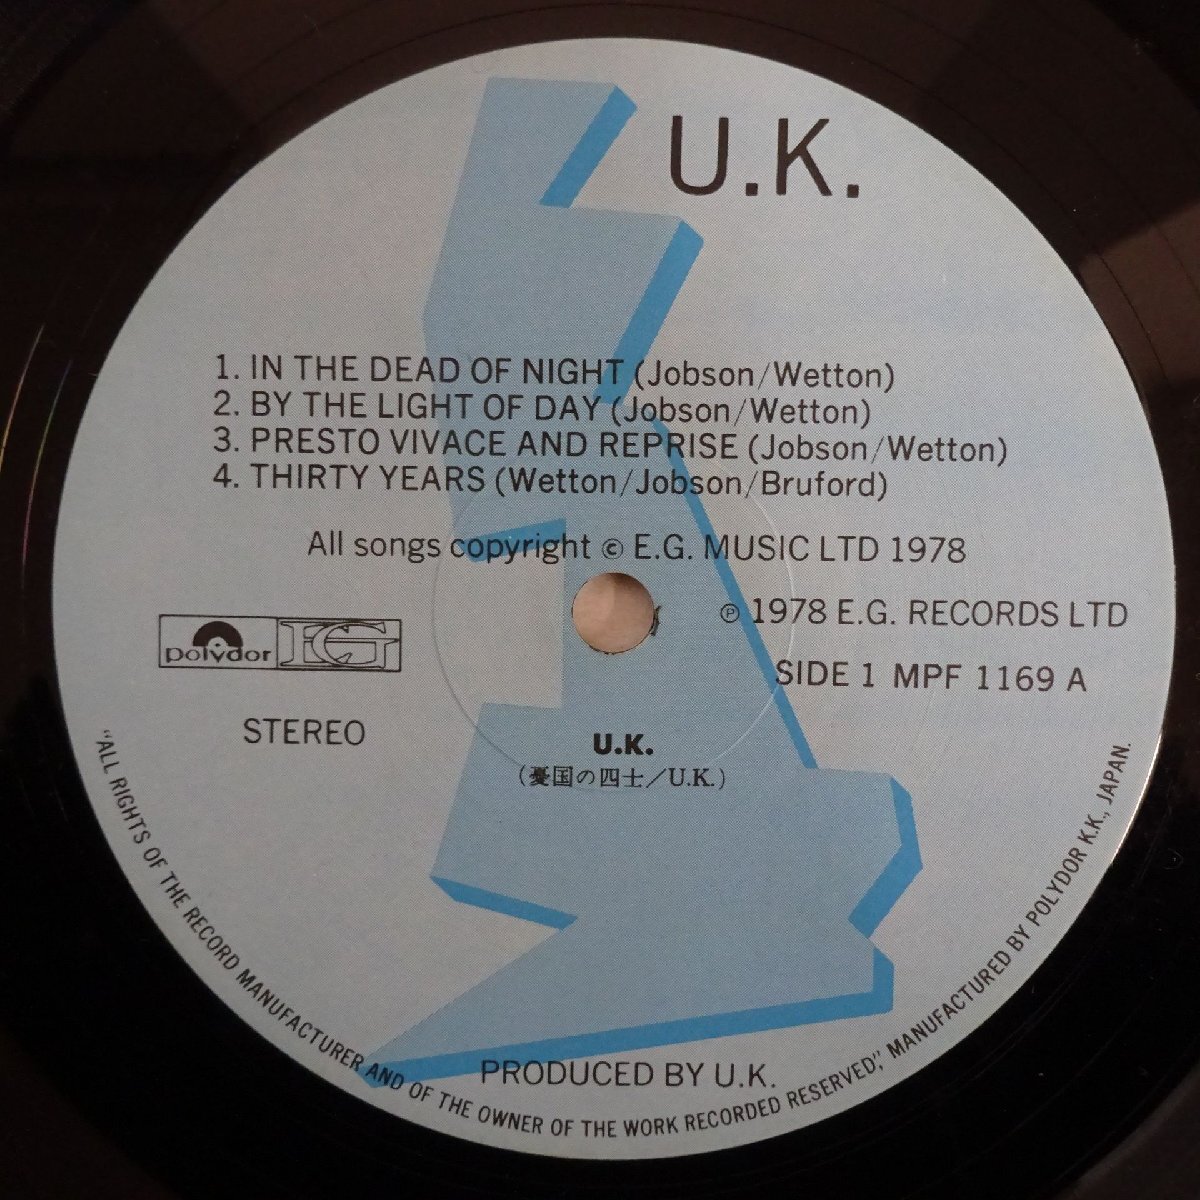 U.K.
1. IN THE DEAD OF NIGHT (Jobson/Wetton)
2. BY THE LIGHT OF DAY (Jobson/Wetton)
3. PRESTO VIVACE AND REPRISE (Jobson/Wetton)
4. THIRTY YEARS (Wetton/Jobson/Bruford)
All songs copyright © E.G. MUSIC LTD 1978
℗ 1978 E.G. RECORDS LTD
polydor EG
SIDE 1 MPF 1169 A
STEREO
U.K.
(憂国の四士/U.K.)
PRODUCED BY U.K.
"ALL RIGHTS OF THE RECORD MANUFACTURER AND OF THE OWNER OF THE WORK RECORDED RESERVED," MANUFACTURED BY POLYDOR K.K., JAPAN.